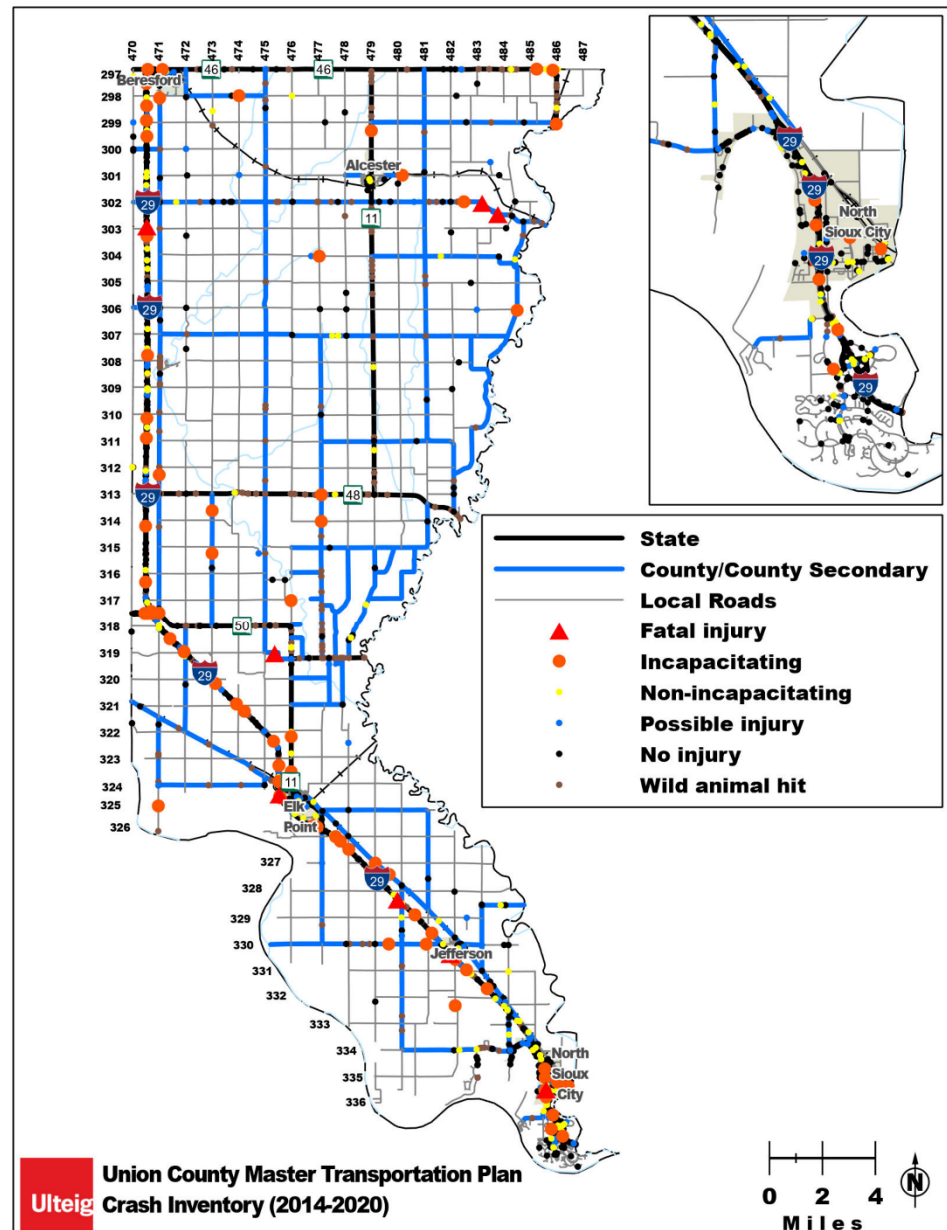 470 471 472 473 474 475 476 477 478 479 480 481 482 483 484 485 486 487
297
298
299
300
301
302
303
304
305
306
307
308
309
310
311
312
313
314
315
316
317
318
319
320
321
322
323
324
325
326
327
328
329
330
331
332
333
334
335
336
46
46
Beresford
Alcester
29
11
29
29
48
50
29
11
Elk
Point
29
Jefferson
North
Sioux
City
29
29
North
Sioux City
29
29
State
County/County Secondary
Local Roads
Fatal injury
Incapacitating
Non-incapacitating
Possible injury
No injury
Wild animal hit
Ulteig
Union County Master Transportation Plan
Crash Inventory (2014-2020)
0 2 4
Miles
N